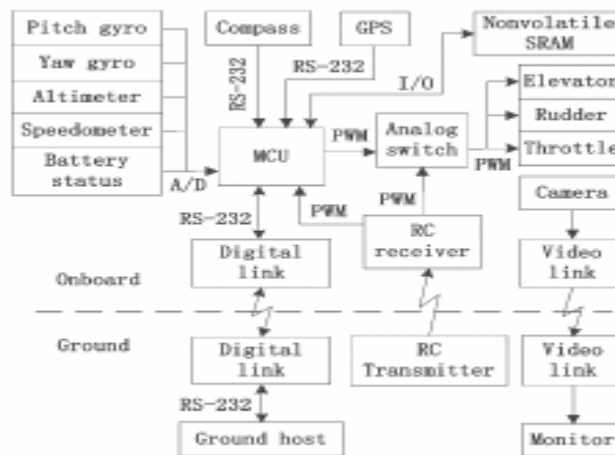 Pitch gyro
Yaw gyro
Altimeter
Speedometer
Battery
status
Compass
GPS
Nonvolatile
SRAM
RS-232
RS-232
I/O
Elevator
Rudder
Throttle
MCU
PWM
Analog
switch
PWM
A/D
RS-232
PWM
PWM
RC
receiver
Camera
Digital
link
Video
link
Onboard
Ground
Digital
link
RC
Transmitter
Video
link
RS-232
Ground host
Monitor